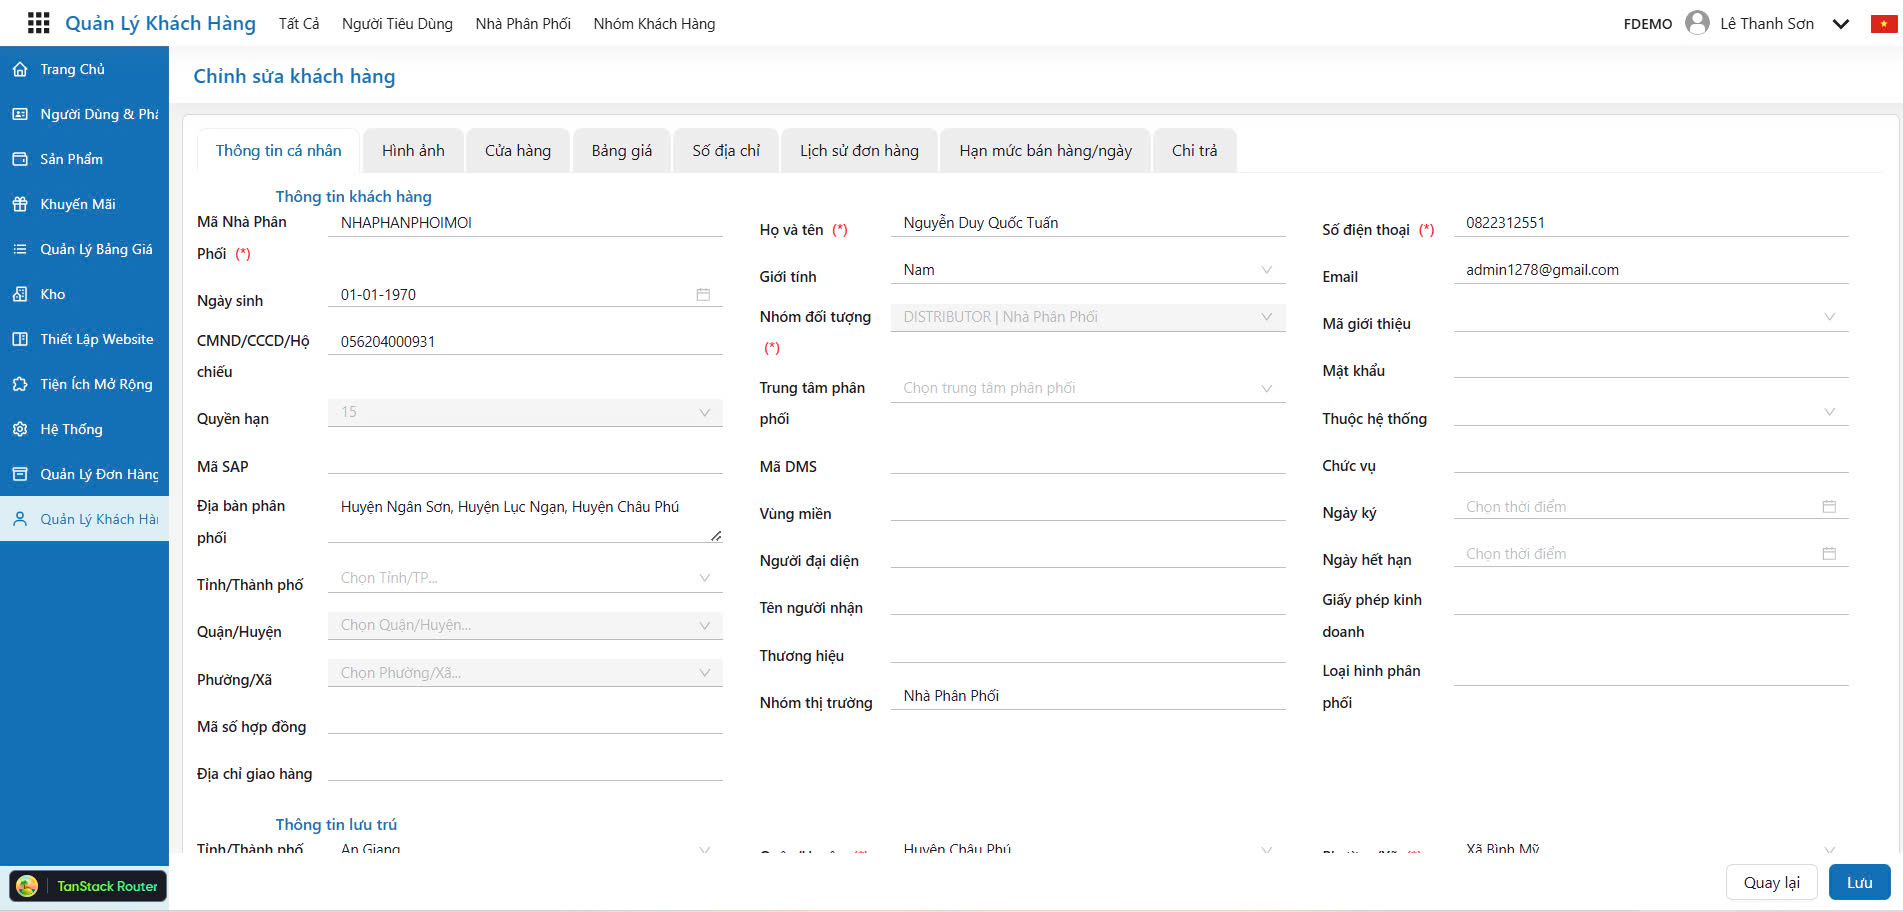 Quản Lý Khách Hàng Tất Cả Người Tiêu Dùng Nhà Phân Phối Nhóm Khách Hàng FDEMO Lê Thanh Sơn
Trang Chủ
Người Dùng & Phâ
Sản Phẩm
Khuyến Mãi
Quản Lý Bảng Giá
Kho
Thiết Lập Website
Tiện Ích Mở Rộng
Hệ Thống
Quản Lý Đơn Hàng
Quản Lý Khách Hàn
TanStack Router
Chỉnh sửa khách hàng
Thông tin cá nhân Hình ảnh Cửa hàng Bảng giá Sổ địa chỉ Lịch sử đơn hàng Hạn mức bán hàng/ngày Chi trả
Thông tin khách hàng
Mã Nhà Phân Phối (*) NHAPHANPHOIMOI
Ngày sinh 01-01-1970
CMND/CCCD/Hộ chiếu 056204000931
Quyền hạn 15
Mã SAP
Địa bàn phân phối Huyện Ngân Sơn, Huyện Lục Ngạn, Huyện Châu Phú
Tỉnh/Thành phố Chọn Tỉnh/TP...
Quận/Huyện Chọn Quận/Huyện...
Phường/Xã Chọn Phường/Xã...
Mã số hợp đồng
Địa chỉ giao hàng
Họ và tên (*) Nguyễn Duy Quốc Tuấn
Giới tính Nam
Nhóm đối tượng (*) DISTRIBUTOR | Nhà Phân Phối
Trung tâm phân phối Chọn trung tâm phân phối
Mã DMS
Vùng miền
Người đại diện
Tên người nhận
Thương hiệu
Nhóm thị trường Nhà Phân Phối
Số điện thoại (*) 0822312551
Email admin1278@gmail.com
Mã giới thiệu
Mật khẩu
Thuộc hệ thống
Chức vụ
Ngày ký Chọn thời điểm
Ngày hết hạn Chọn thời điểm
Giấy phép kinh doanh
Loại hình phân phối
Thông tin lưu trú
Tỉnh/Thành phố An Giang Quận/Huyện (*) Huyện Châu Phú Phường/Xã (*) Xã Bình Mỹ
Quay lại Lưu